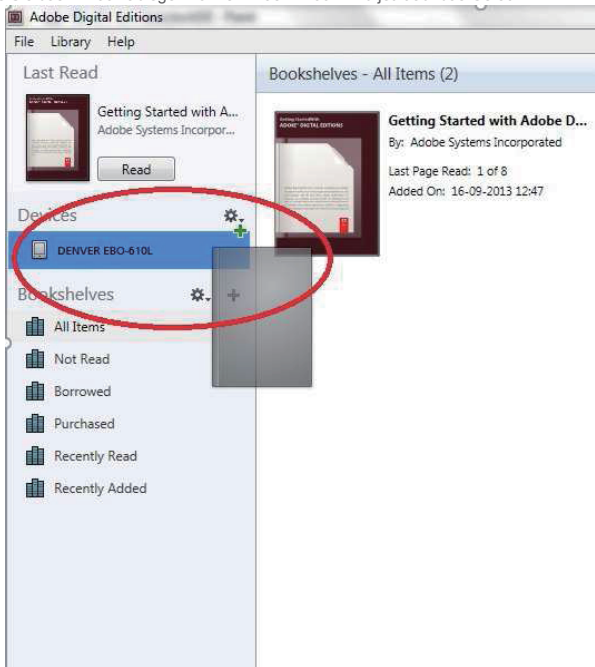 Adobe Digital Editions
File Library Help
Last Read
Getting Started with A...
Adobe Systems Incorpor...
Read
Devices
DENVER EBO-610L
Bookshelves
All Items
Not Read
Borrowed
Purchased
Recently Read
Recently Added
Bookshelves - All Items (2)
Getting Started with Adobe D...
By: Adobe Systems Incorporated
Last Page Read: 1 of 8
Added On: 16-09-2013 12:47